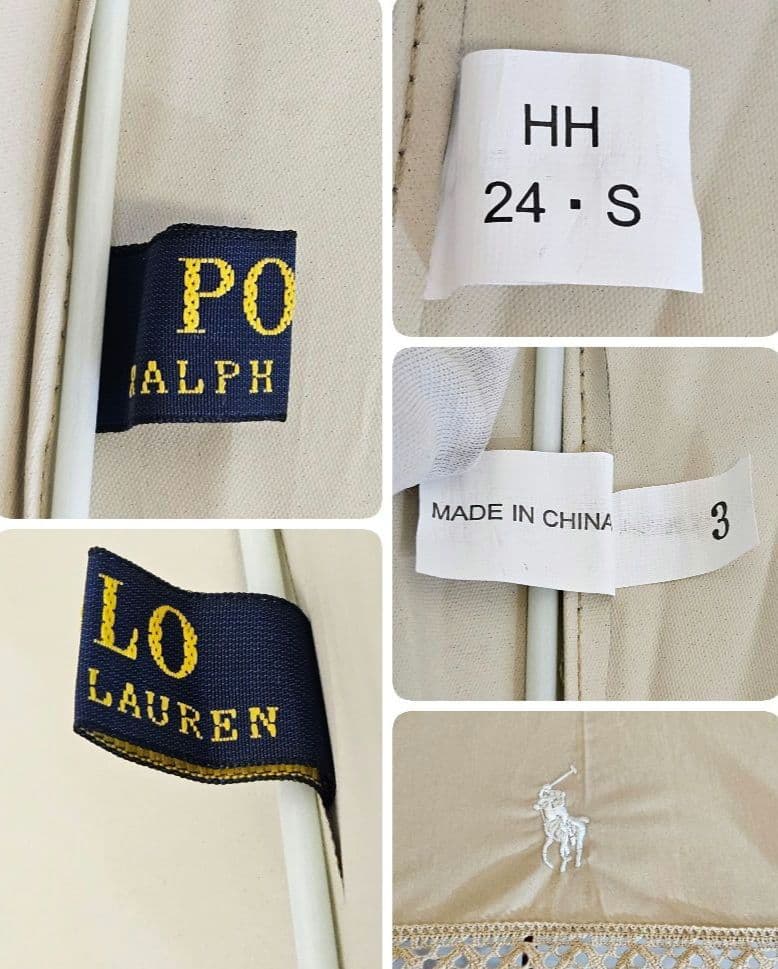 PO
RALPH
LO
LAUREN
HH
24・S
MADE IN CHINA
3